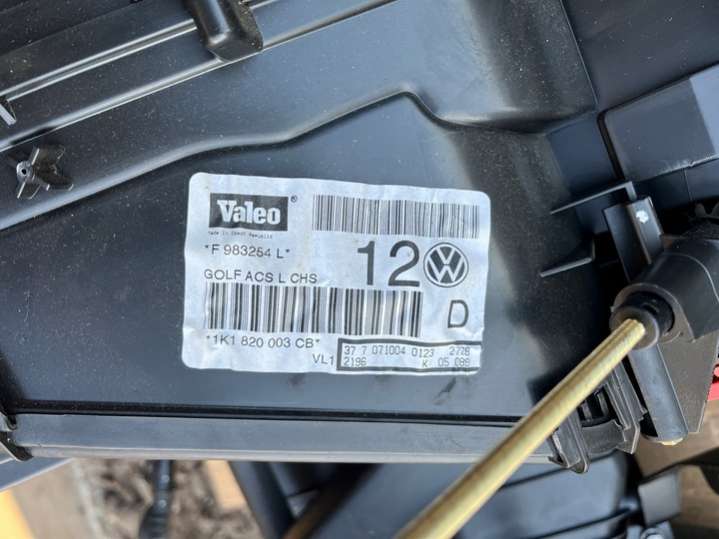 Valeo ®
made in Czech Republic
*F 983254 L*
12
GOLF ACS L CHS
D
*1K1 820 003 CB*
VL1
37 7 071004 0123 2778
2196 K 05 088